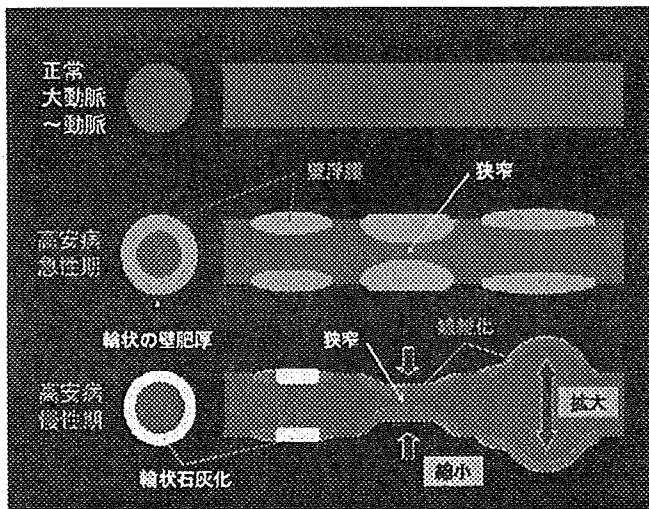 正常
大動脈
～動脈
狭窄
高安病
急性期
輪状の壁肥厚
狭窄
線維化
高安病
慢性期
拡大
縮小
輪状石灰化